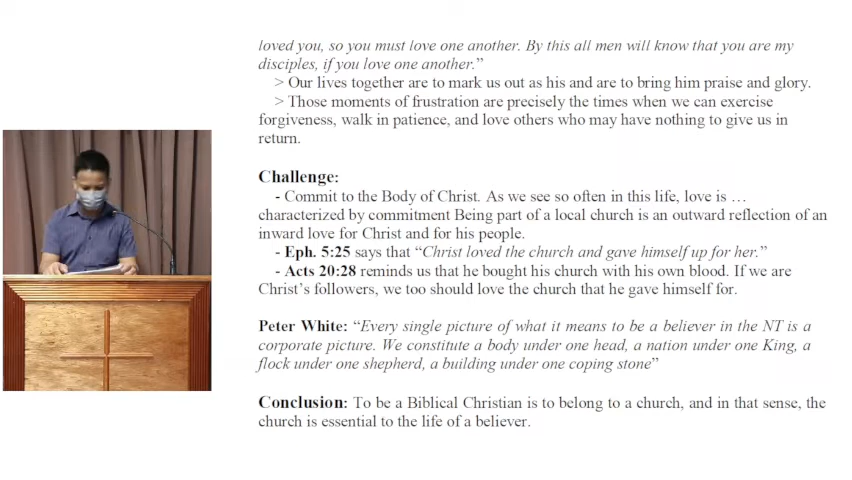 loved you, so you must love one another. By this all men will know that you are my
disciples, if you love one another.”
> Our lives together are to mark us out as his and are to bring him praise and glory.
> Those moments of frustration are precisely the times when we can exercise
forgiveness, walk in patience, and love others who may have nothing to give us in
return.
Challenge:
- Commit to the Body of Christ. As we see so often in this life, love is …
characterized by commitment Being part of a local church is an outward reflection of an
inward love for Christ and for his people.
- Eph. 5:25 says that “Christ loved the church and gave himself up for her.”
- Acts 20:28 reminds us that he bought his church with his own blood. If we are
Christ’s followers, we too should love the church that he gave himself for.
Peter White: “Every single picture of what it means to be a believer in the NT is a
corporate picture. We constitute a body under one head, a nation under one King, a
flock under one shepherd, a building under one coping stone”
Conclusion: To be a Biblical Christian is to belong to a church, and in that sense, the
church is essential to the life of a believer.